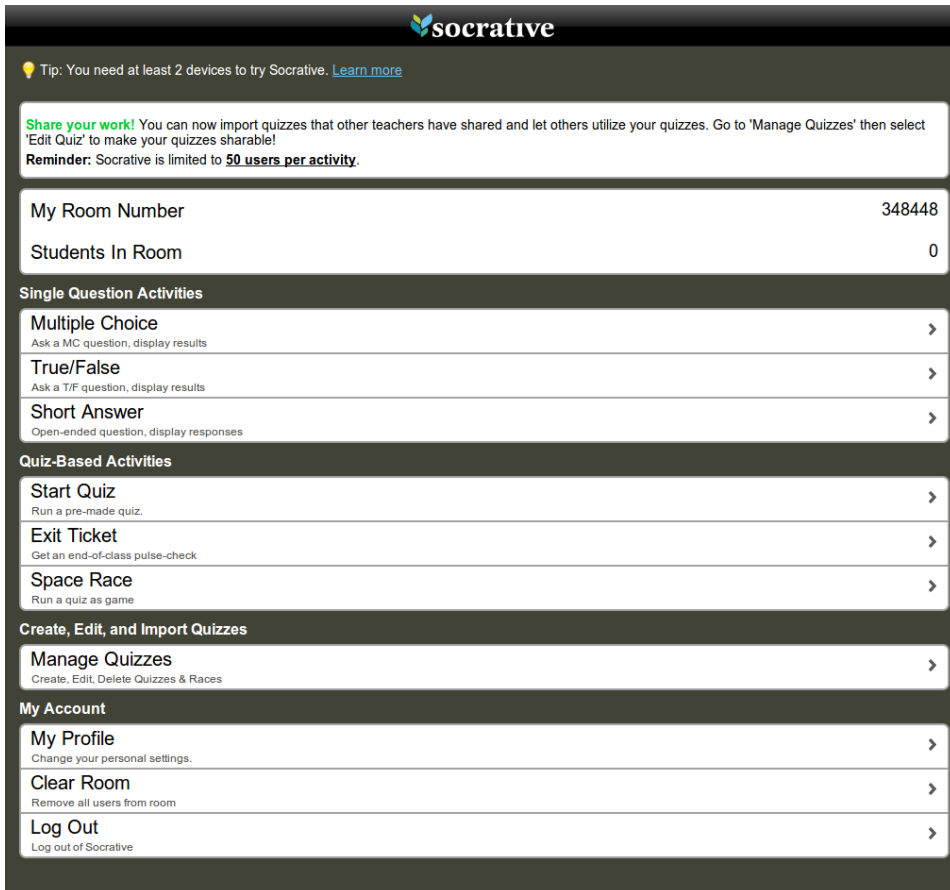 socrative
Tip: You need at least 2 devices to try Socrative. Learn more
Share your work! You can now import quizzes that other teachers have shared and let others utilize your quizzes. Go to 'Manage Quizzes' then select
'Edit Quiz' to make your quizzes sharable!
Reminder: Socrative is limited to 50 users per activity.
My Room Number 348448
Students In Room 0
Single Question Activities
Multiple Choice
Ask a MC question, display results
True/False
Ask a T/F question, display results
Short Answer
Open-ended question, display responses
Quiz-Based Activities
Start Quiz
Run a pre-made quiz.
Exit Ticket
Get an end-of-class pulse-check
Space Race
Run a quiz as game
Create, Edit, and Import Quizzes
Manage Quizzes
Create, Edit, Delete Quizzes & Races
My Account
My Profile
Change your personal settings.
Clear Room
Remove all users from room
Log Out
Log out of Socrative